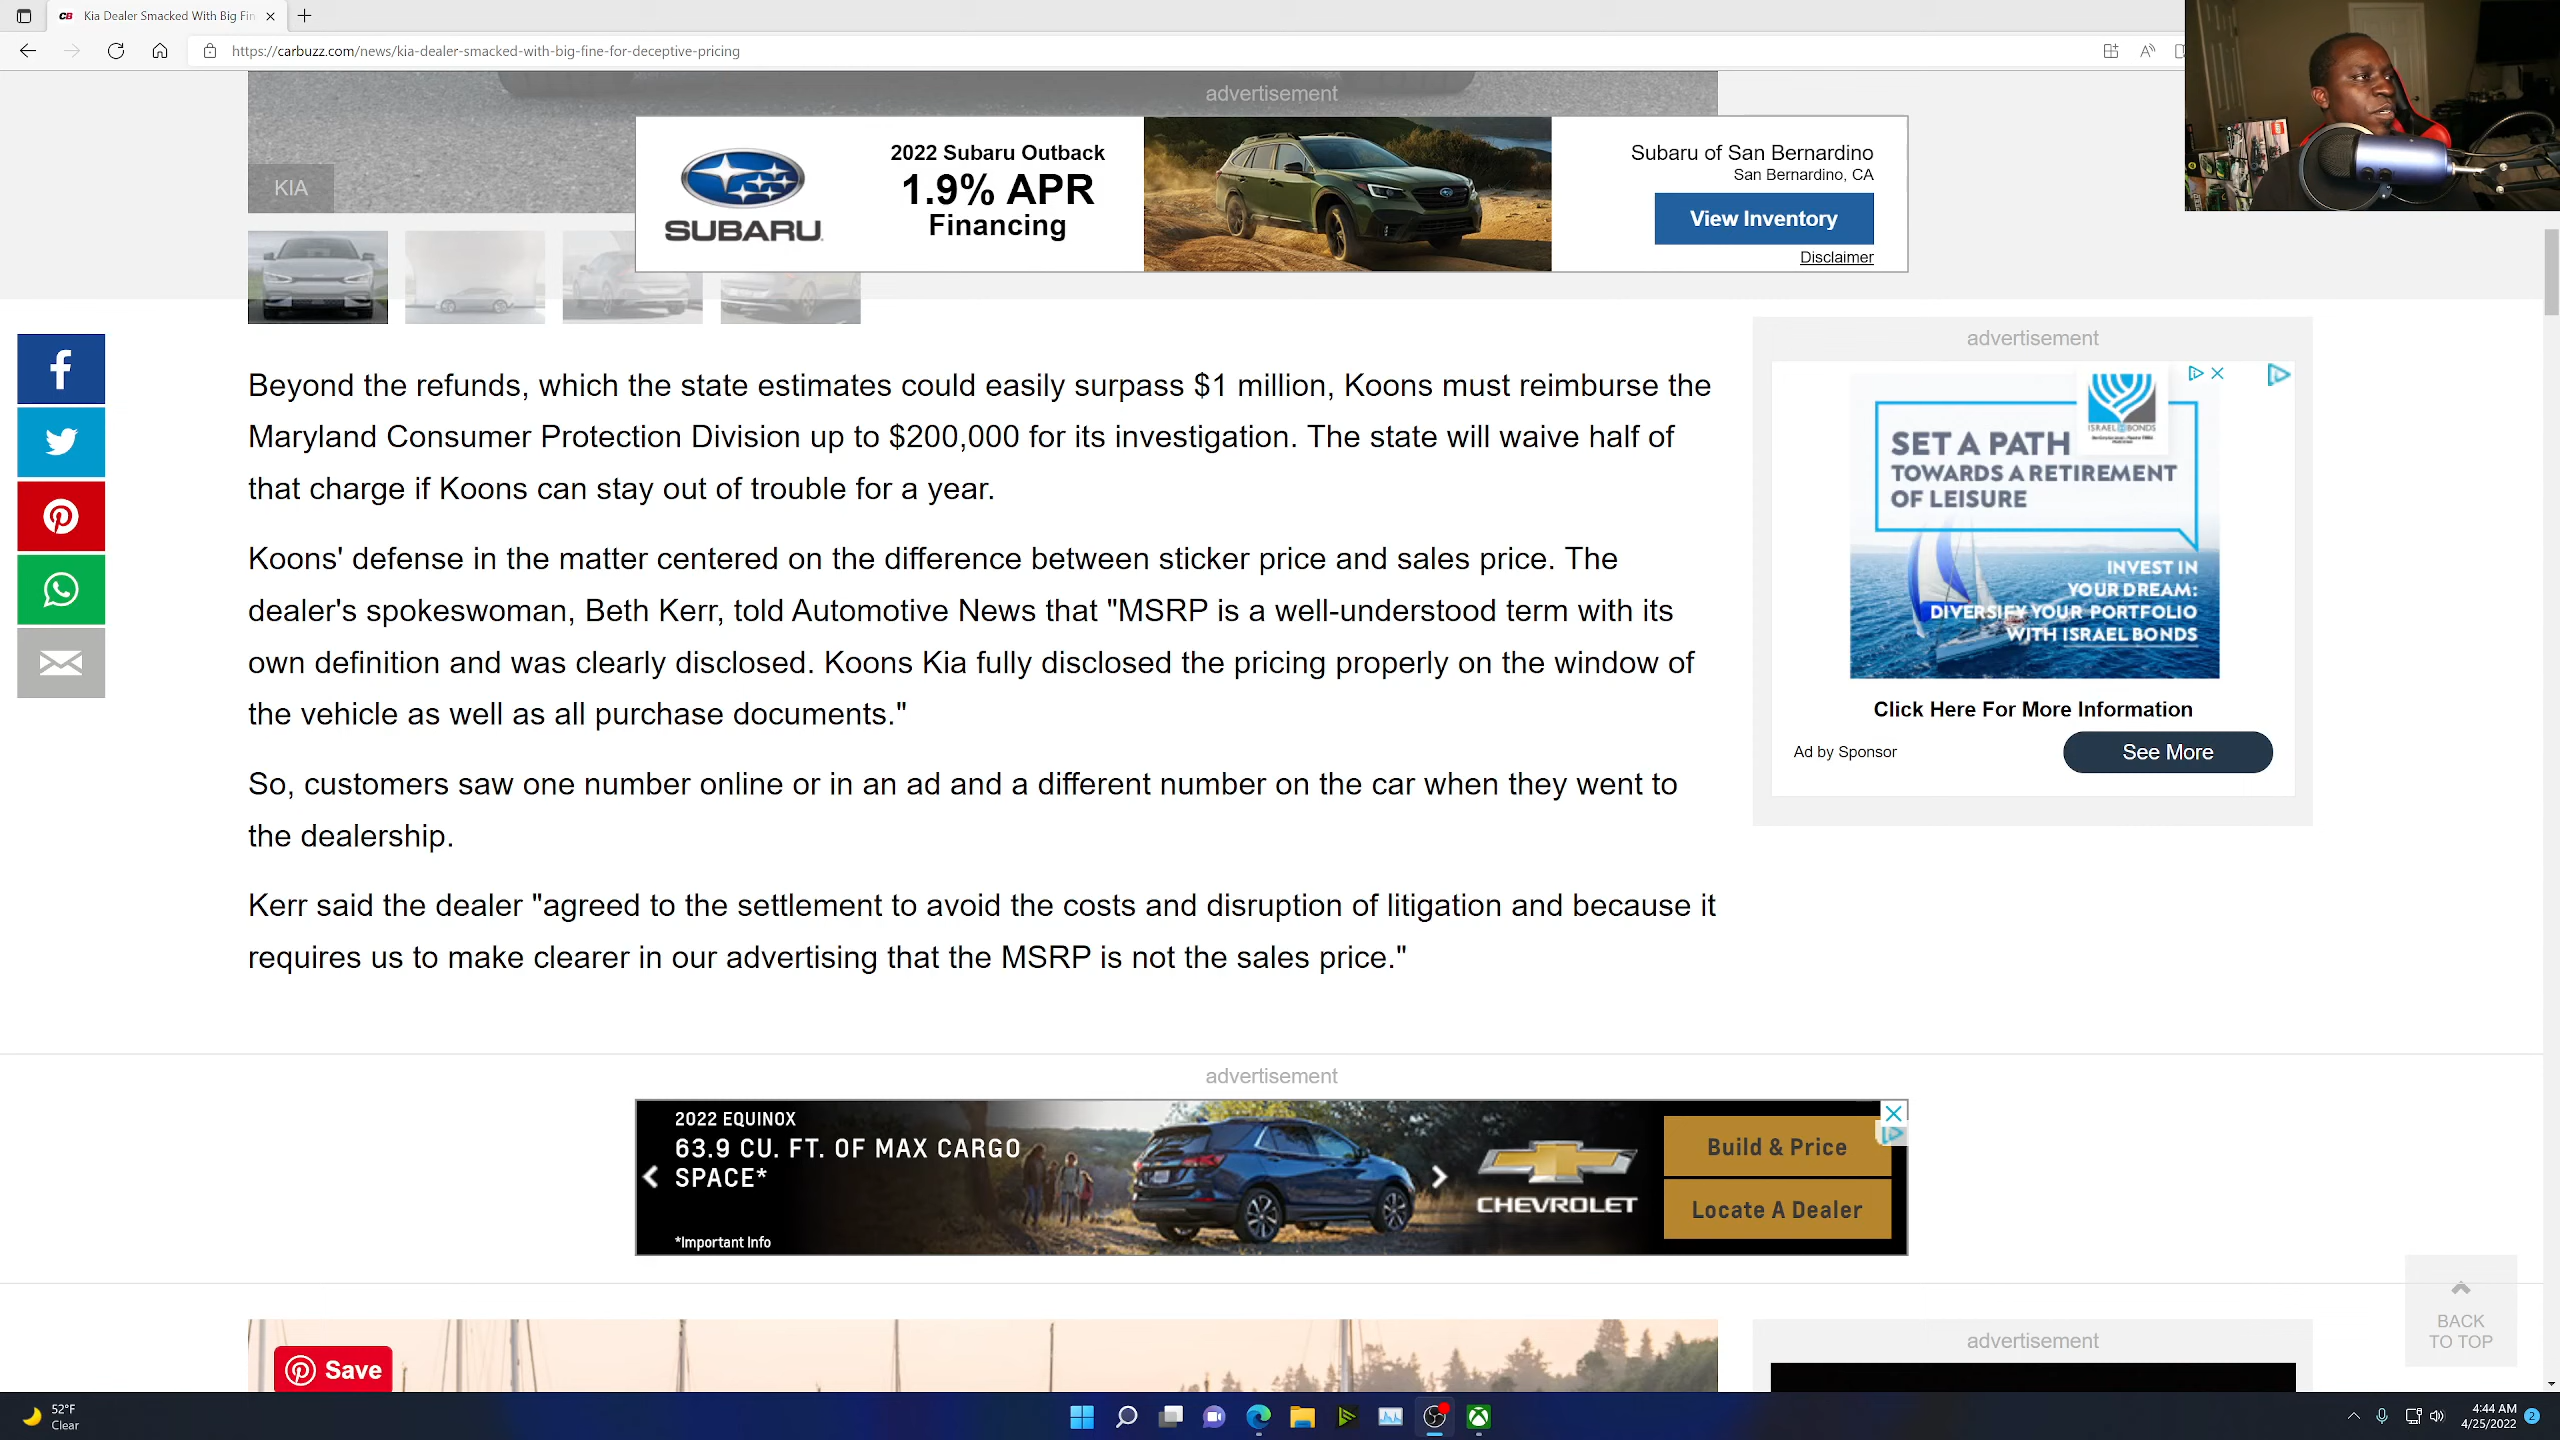 Kia Dealer Smacked With Big Fin
https://carbuzz.com/news/kia-dealer-smacked-with-big-fine-for-deceptive-pricing
advertisement
KIA
SUBARU
2022 Subaru Outback
1.9% APR
Financing
Subaru of San Bernardino
San Bernardino, CA
View Inventory
Disclaimer
Beyond the refunds, which the state estimates could easily surpass $1 million, Koons must reimburse the
Maryland Consumer Protection Division up to $200,000 for its investigation. The state will waive half of
that charge if Koons can stay out of trouble for a year.
Koons' defense in the matter centered on the difference between sticker price and sales price. The
dealer's spokeswoman, Beth Kerr, told Automotive News that "MSRP is a well-understood term with its
own definition and was clearly disclosed. Koons Kia fully disclosed the pricing properly on the window of
the vehicle as well as all purchase documents."
So, customers saw one number online or in an ad and a different number on the car when they went to
the dealership.
Kerr said the dealer "agreed to the settlement to avoid the costs and disruption of litigation and because it
requires us to make clearer in our advertising that the MSRP is not the sales price."
advertisement
ISRAEL BONDS
SET A PATH
TOWARDS A RETIREMENT
OF LEISURE
INVEST IN
YOUR DREAM:
DIVERSIFY YOUR PORTFOLIO
WITH ISRAEL BONDS
Click Here For More Information
Ad by Sponsor
See More
advertisement
2022 EQUINOX
63.9 CU. FT. OF MAX CARGO
SPACE*
*Important Info
CHEVROLET
Build & Price
Locate A Dealer
Save
advertisement
BACK
TO TOP
52°F
Clear
4:44 AM
4/25/2022
2